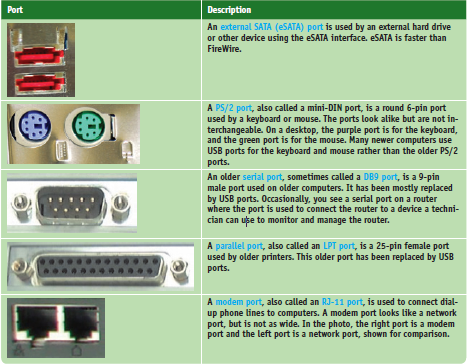 Port
Description
An external SATA (eSATA) port is used by an external hard drive
or other device using the eSATA interface. eSATA is faster than
FireWire.
A PS/2 port, also called a mini-DIN port, is a round 6-pin port
used by a keyboard or mouse. The ports look alike but are not in-
terchangeable. On a desktop, the purple port is for the keyboard,
and the green port is for the mouse. Many newer computers use
USB ports for the keyboard and mouse rather than the older PS/2
ports.
An older serial port, sometimes called a DB9 port, is a 9-pin
male port used on older computers. It has been mostly replaced
by USB ports. Occasionally, you see a serial port on a router
where the port is used to connect the router to a device a techni-
cian can use to monitor and manage the router.
A parallel port, also called an LPT port, is a 25-pin female port
used by older printers. This older port has been replaced by USB
ports.
A modem port, also called an RJ-11 port, is used to connect dial-
up phone lines to computers. A modem port looks like a network
port, but is not as wide. In the photo, the right port is a modem
port and the left port is a network port, shown for comparison.